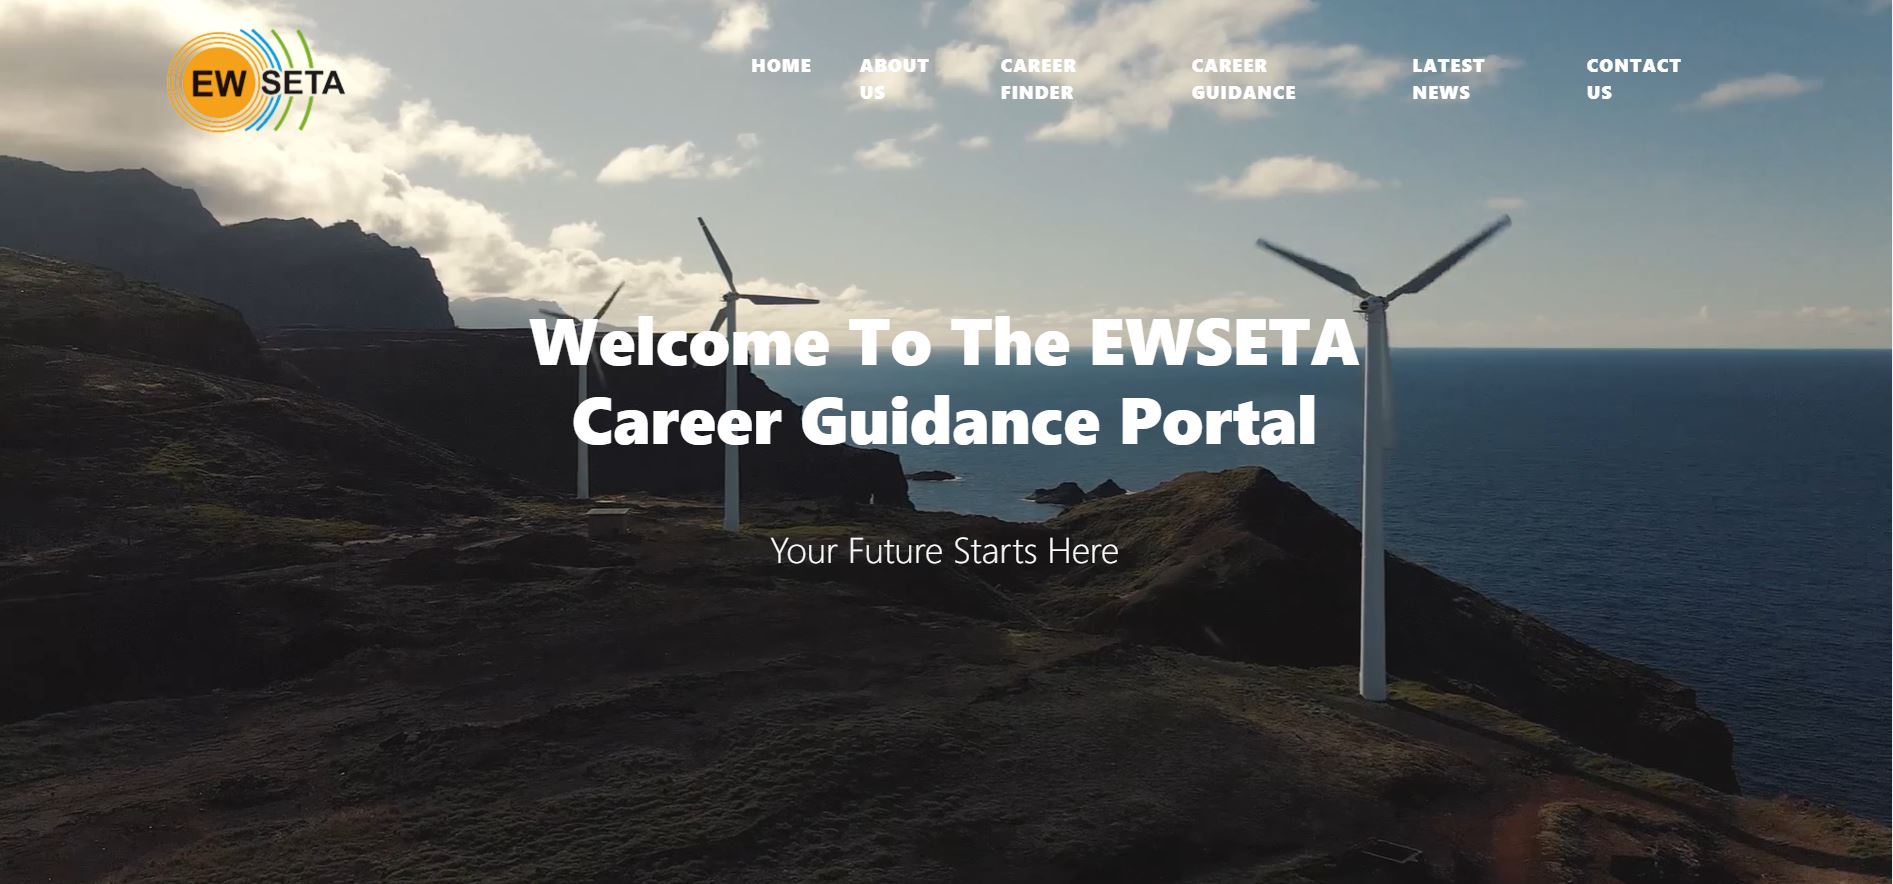 EW SETA
HOME
ABOUT
US
CAREER
FINDER
CAREER
GUIDANCE
LATEST
NEWS
CONTACT
US
Welcome To The EWSETA
Career Guidance Portal
Your Future Starts Here